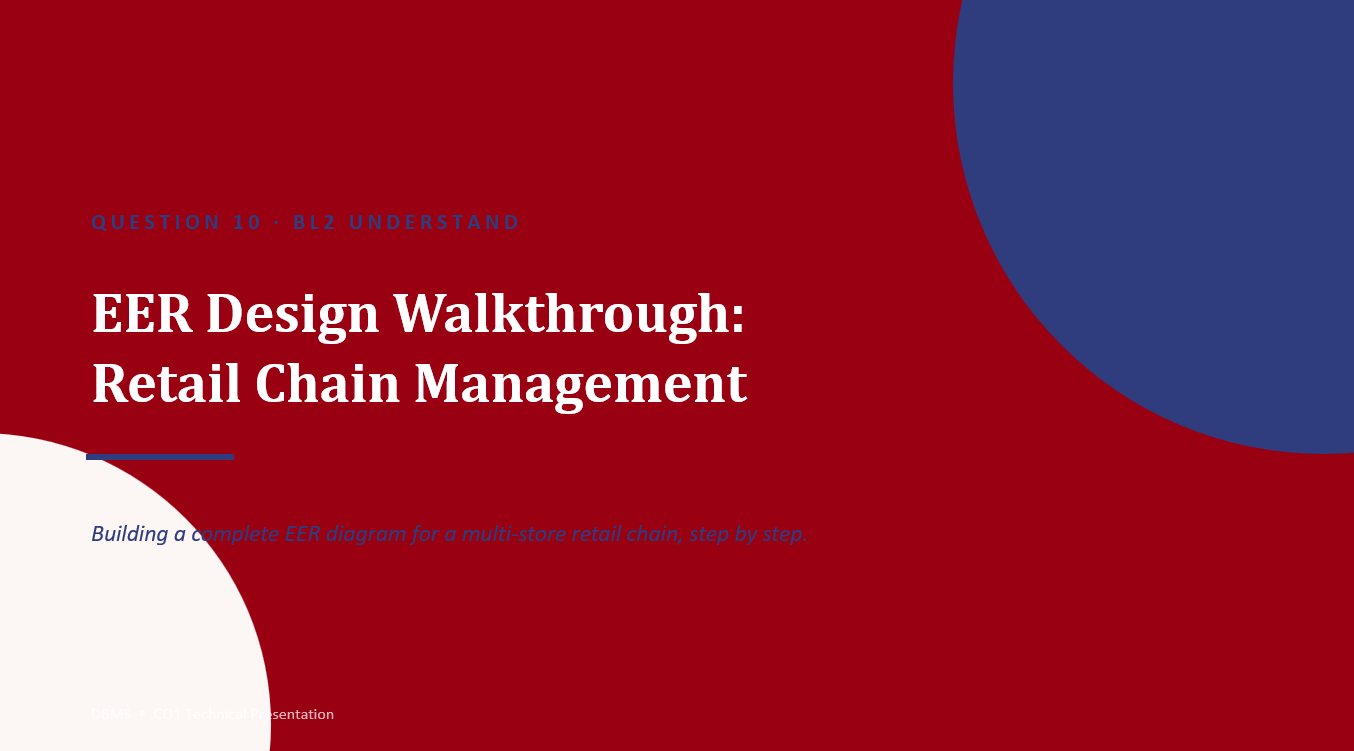 QUESTION 10 · BL2 UNDERSTAND
EER Design Walkthrough:
Retail Chain Management
Building a complete EER diagram for a multi-store retail chain, step by step.
DBMS • CO1 Technical Presentation